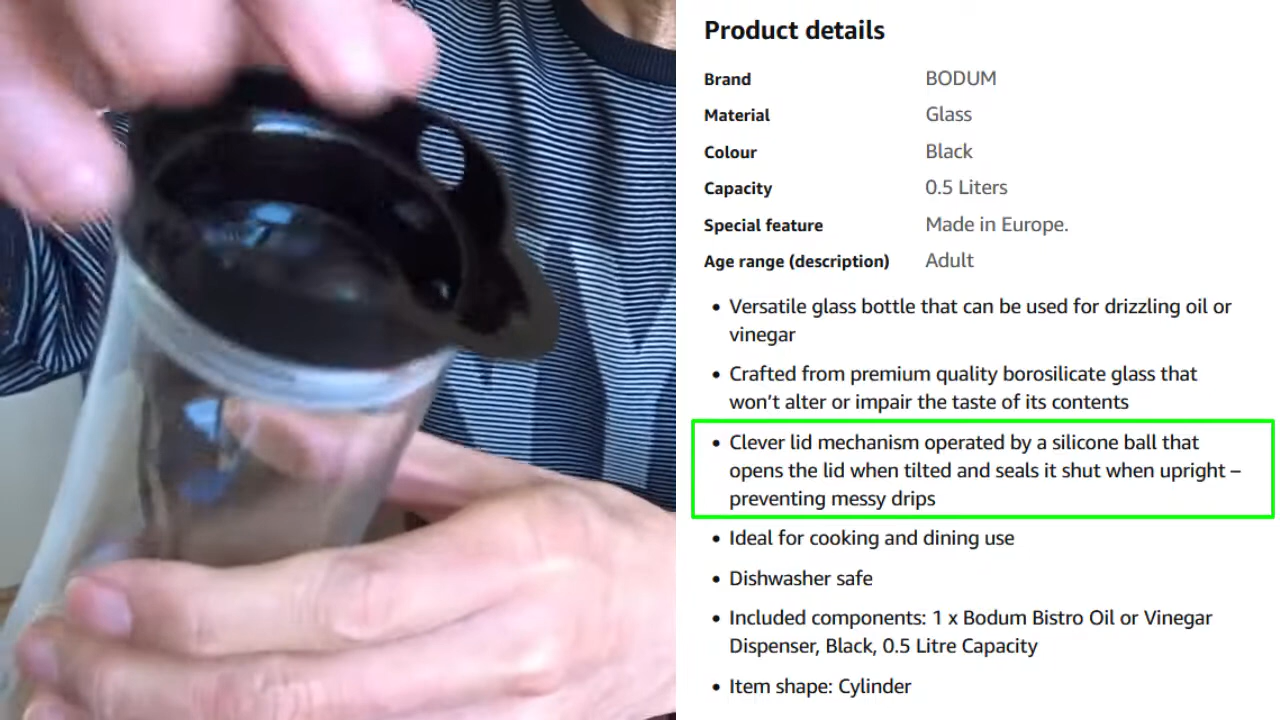 Product details
Brand BODUM
Material Glass
Colour Black
Capacity 0.5 Liters
Special feature Made in Europe.
Age range (description) Adult
• Versatile glass bottle that can be used for drizzling oil or
vinegar
• Crafted from premium quality borosilicate glass that
won’t alter or impair the taste of its contents
• Clever lid mechanism operated by a silicone ball that
opens the lid when tilted and seals it shut when upright –
preventing messy drips
• Ideal for cooking and dining use
• Dishwasher safe
• Included components: 1 x Bodum Bistro Oil or Vinegar
Dispenser, Black, 0.5 Litre Capacity
• Item shape: Cylinder